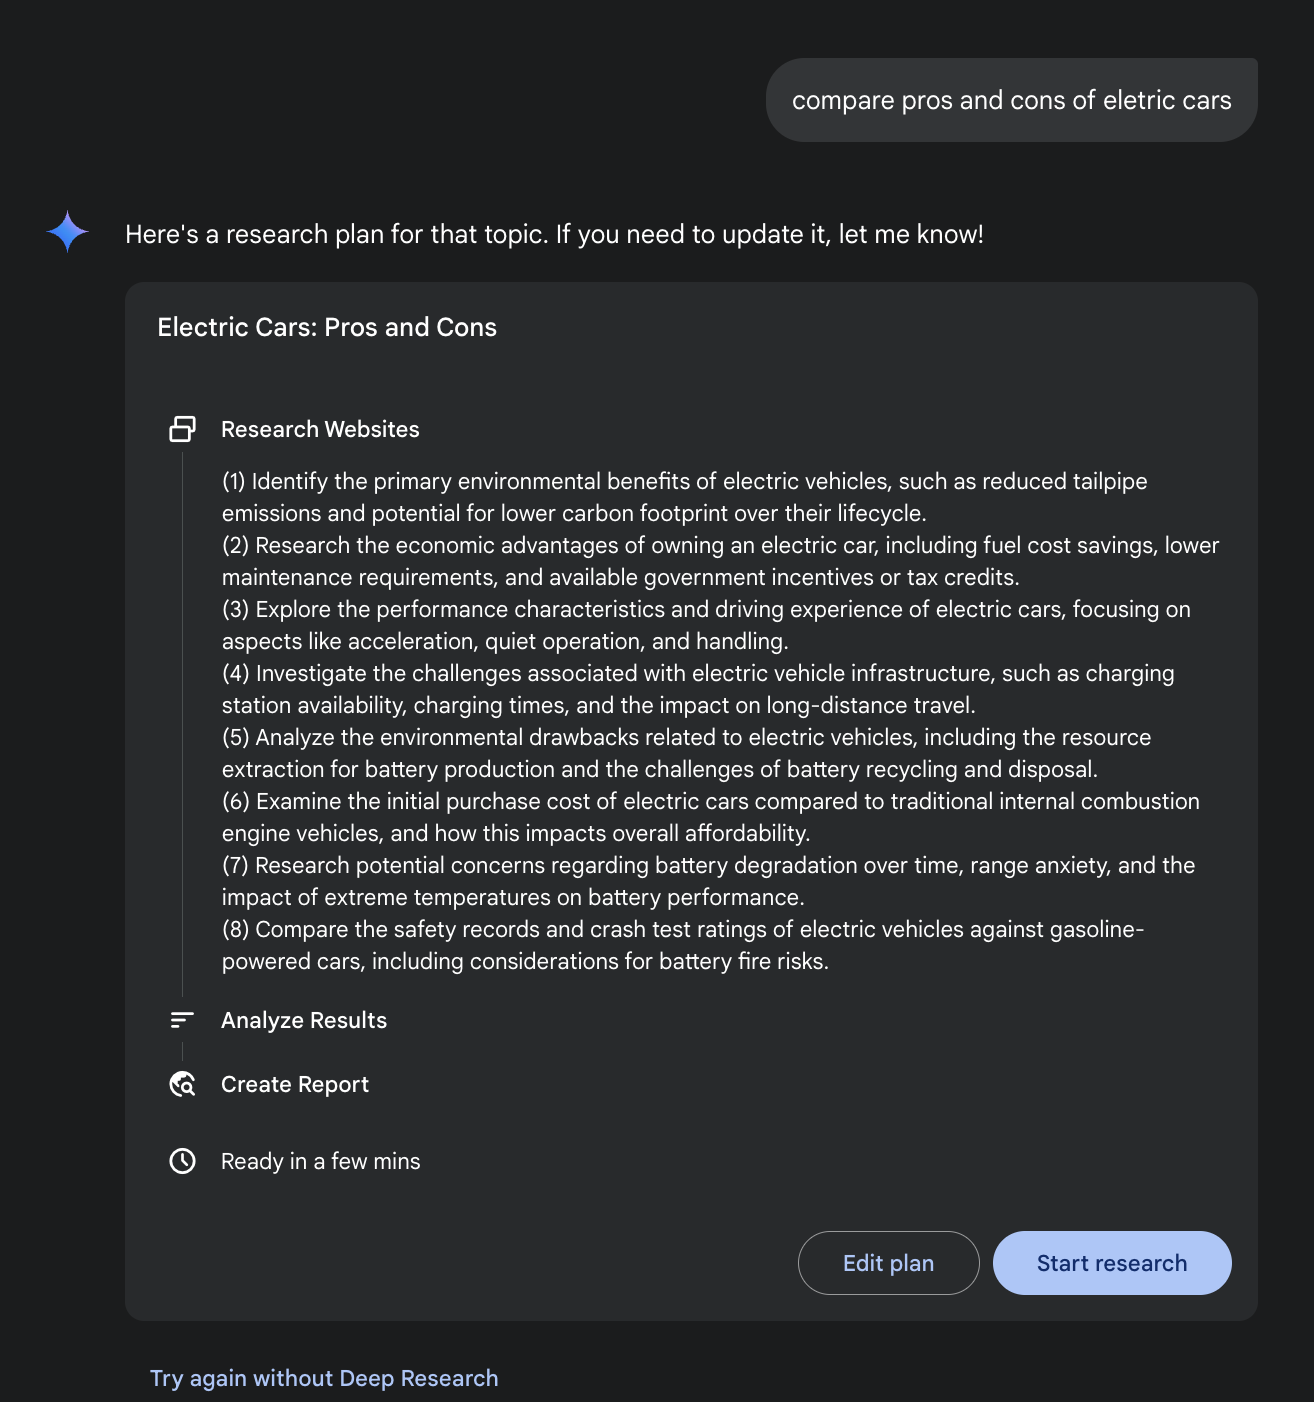 compare pros and cons of eletric cars
Here's a research plan for that topic. If you need to update it, let me know!
Electric Cars: Pros and Cons
Research Websites
(1) Identify the primary environmental benefits of electric vehicles, such as reduced tailpipe
emissions and potential for lower carbon footprint over their lifecycle.
(2) Research the economic advantages of owning an electric car, including fuel cost savings, lower
maintenance requirements, and available government incentives or tax credits.
(3) Explore the performance characteristics and driving experience of electric cars, focusing on
aspects like acceleration, quiet operation, and handling.
(4) Investigate the challenges associated with electric vehicle infrastructure, such as charging
station availability, charging times, and the impact on long-distance travel.
(5) Analyze the environmental drawbacks related to electric vehicles, including the resource
extraction for battery production and the challenges of battery recycling and disposal.
(6) Examine the initial purchase cost of electric cars compared to traditional internal combustion
engine vehicles, and how this impacts overall affordability.
(7) Research potential concerns regarding battery degradation over time, range anxiety, and the
impact of extreme temperatures on battery performance.
(8) Compare the safety records and crash test ratings of electric vehicles against gasoline-
powered cars, including considerations for battery fire risks.
Analyze Results
Create Report
Ready in a few mins
Edit plan
Start research
Try again without Deep Research